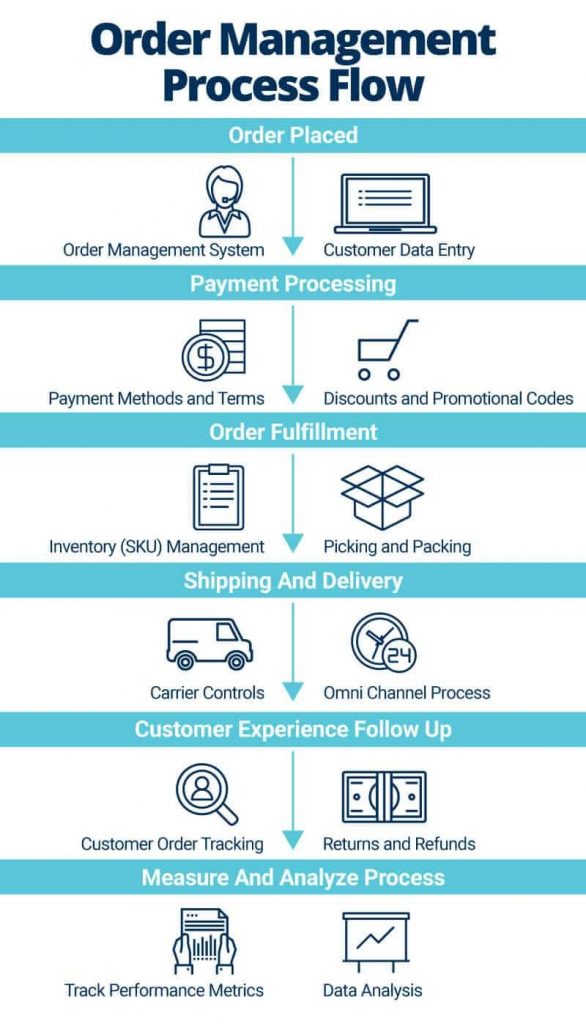 Order Management
Process Flow
Order Placed
Order Management System
Customer Data Entry
Payment Processing
$
Payment Methods and Terms
Discounts and Promotional Codes
Order Fulfillment
Inventory (SKU) Management
Picking and Packing
Shipping And Delivery
24
Carrier Controls
Omni Channel Process
Customer Experience Follow Up
Customer Order Tracking
Returns and Refunds
Measure And Analyze Process
Track Performance Metrics
Data Analysis